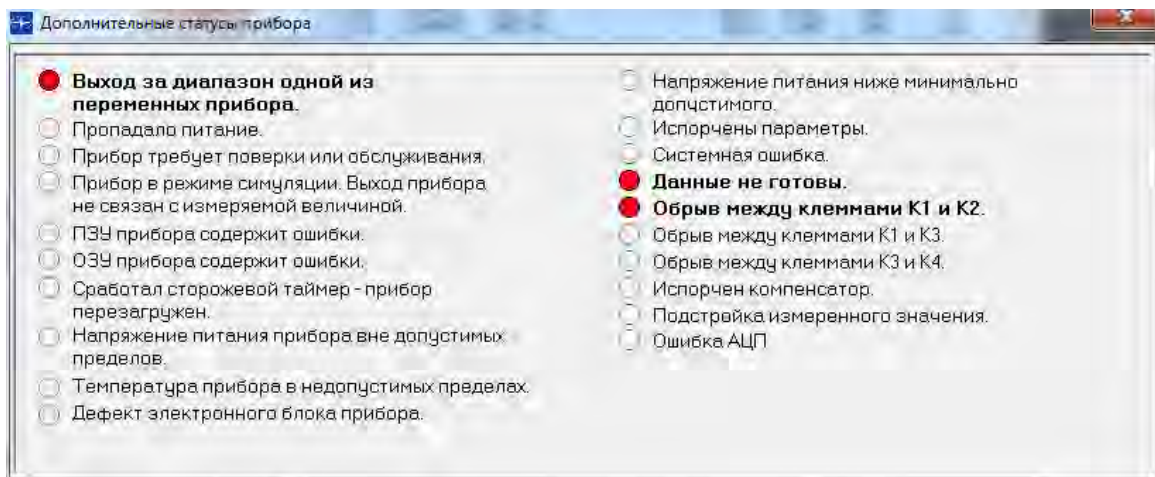 Дополнительные статусы прибора
Выход за диапазон одной из
переменных прибора.
Пропадало питание.
Прибор требует поверки или обслуживания.
Прибор в режиме симуляции. Выход прибора
не связан с измеряемой величиной.
ПЗУ прибора содержит ошибки.
ОЗУ прибора содержит ошибки.
Сработал сторожевой таймер - прибор
перезагружен.
Напряжение питания прибора вне допустимых
пределов.
Температура прибора в недопустимых пределах.
Дефект электронного блока прибора.
Напряжение питания ниже минимально
допустимого.
Испорчены параметры.
Системная ошибка.
Данные не готовы.
Обрыв между клеммами К1 и К2.
Обрыв между клеммами К1 и К3.
Обрыв между клеммами К3 и К4.
Испорчен компенсатор.
Подстройка измеренного значения.
Ошибка АЦП